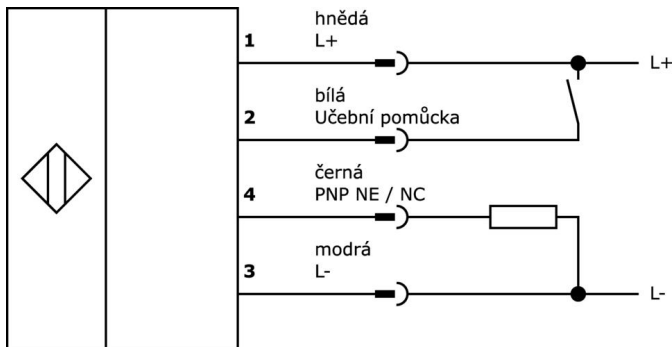 hnědá
1 L+
L+
bílá
2 Učební pomůcka
černá
4 PNP NE / NC
modrá
3 L-
L-